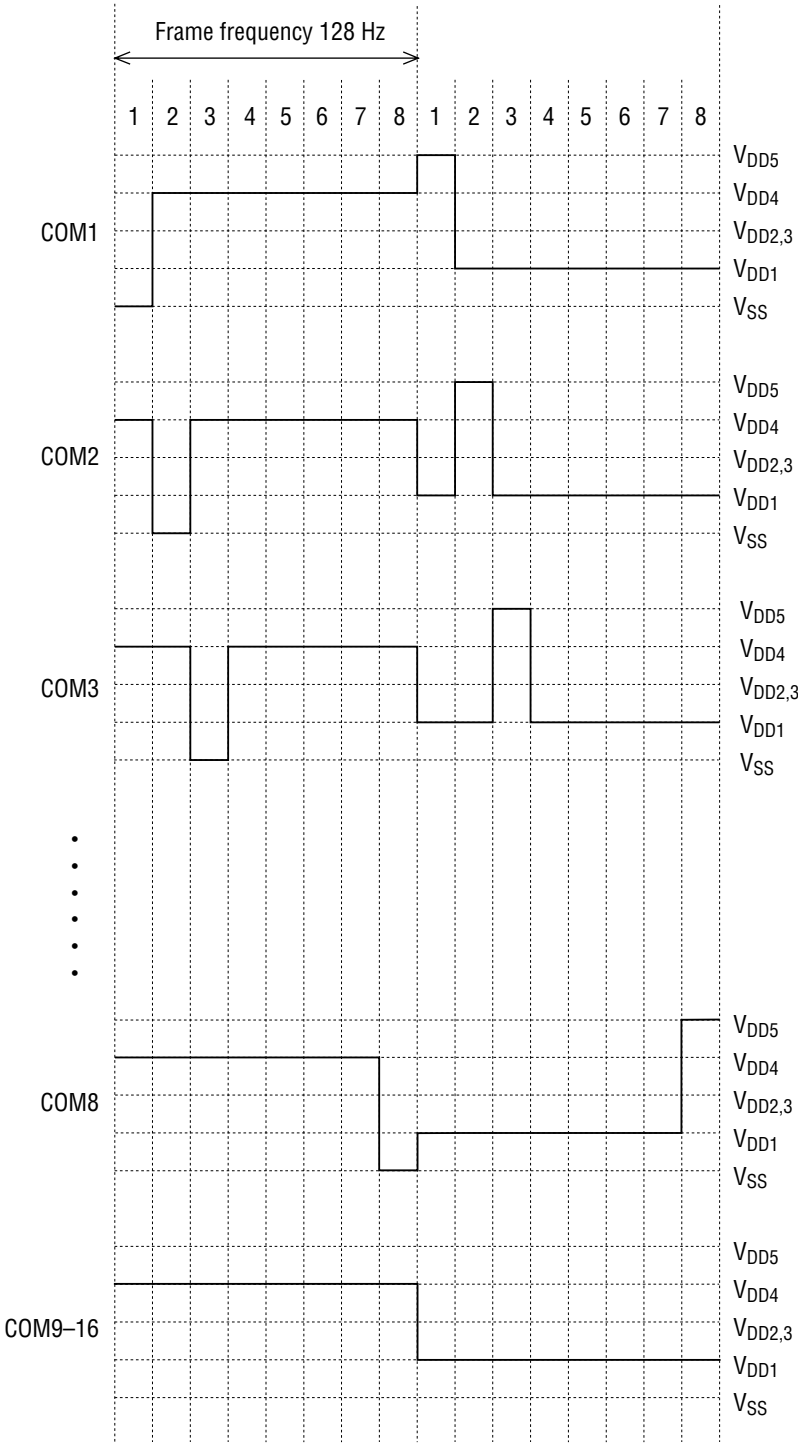 Frame frequency 128 Hz
1 2 3 4 5 6 7 8 1 2 3 4 5 6 7 8
COM1
VDD5
VDD4
VDD2,3
VDD1
VSS
COM2
VDD5
VDD4
VDD2,3
VDD1
VSS
COM3
VDD5
VDD4
VDD2,3
VDD1
VSS
COM8
VDD5
VDD4
VDD2,3
VDD1
VSS
COM9–16
VDD5
VDD4
VDD2,3
VDD1
VSS